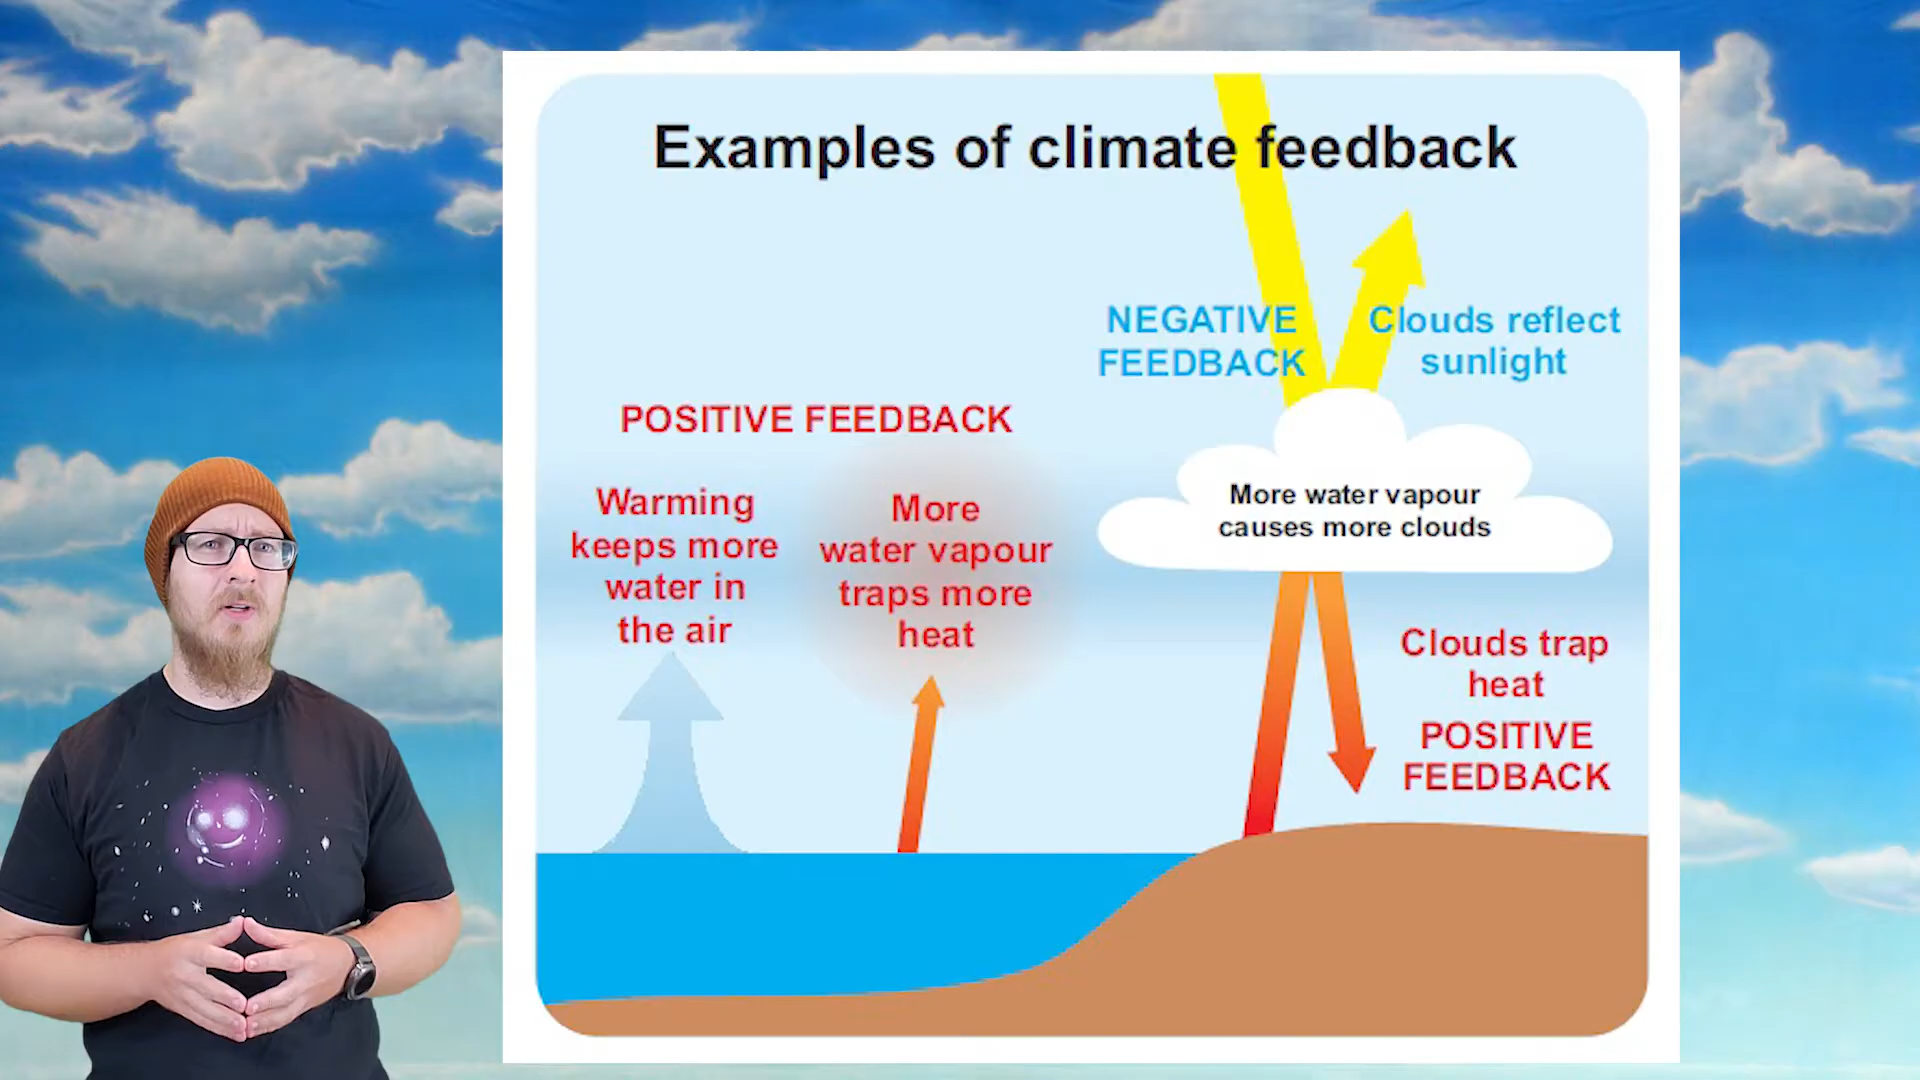 Examples of climate feedback
NEGATIVE
FEEDBACK
Clouds reflect
sunlight
POSITIVE FEEDBACK
Warming
keeps more
water in
the air
More
water vapour
traps more
heat
More water vapour
causes more clouds
Clouds trap
heat
POSITIVE
FEEDBACK